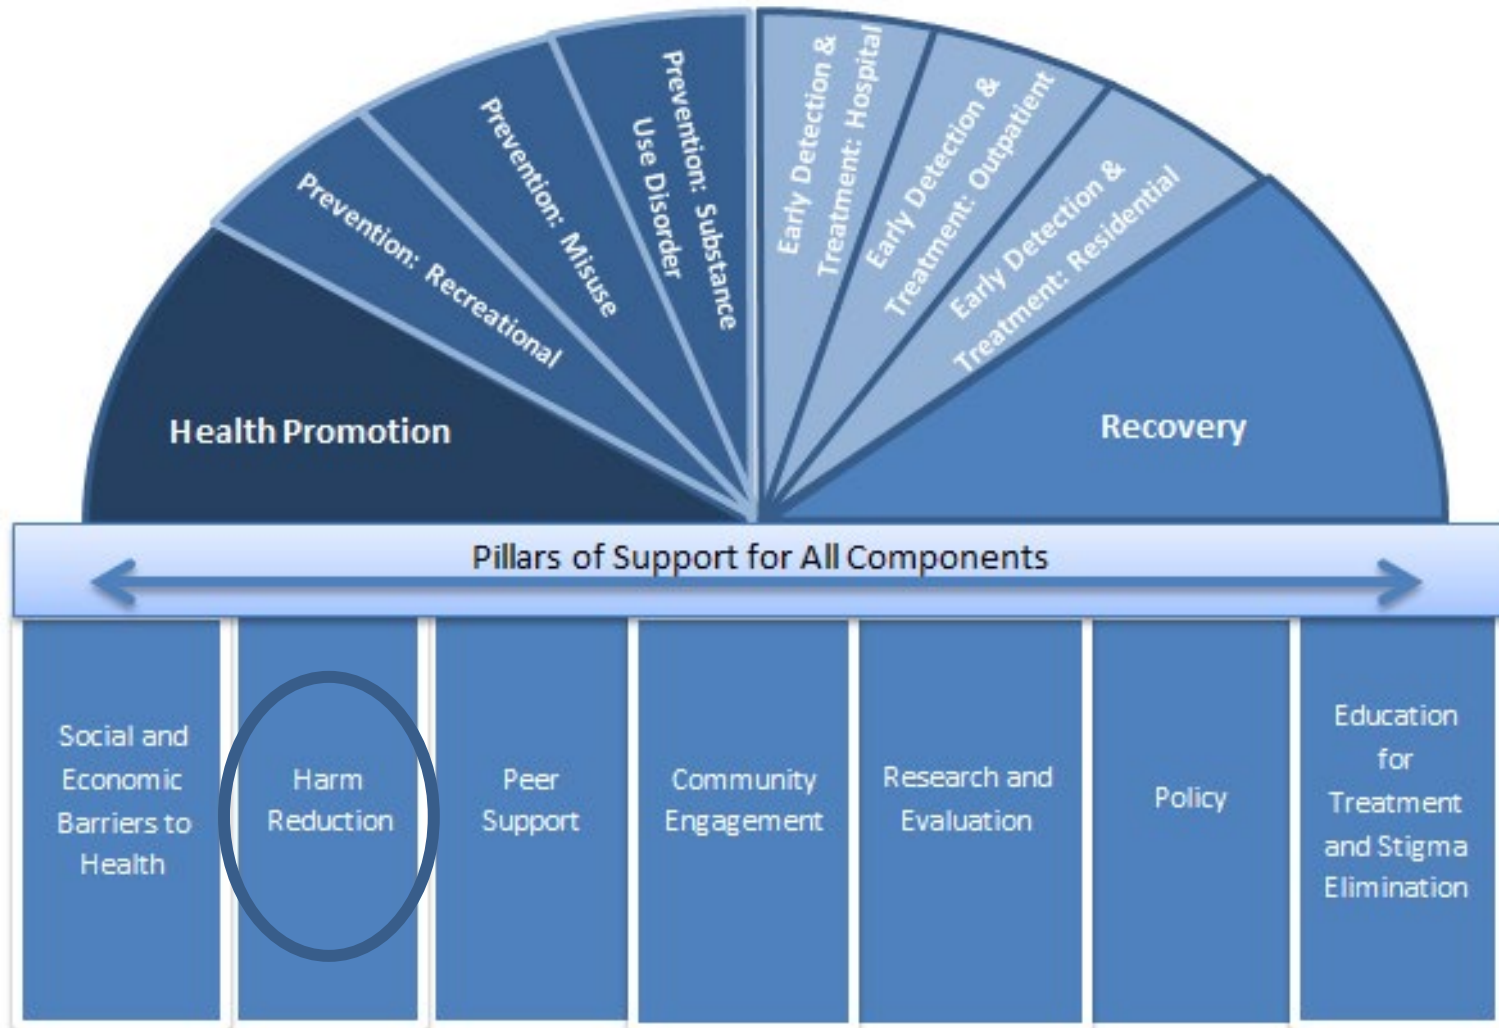 Health Promotion
Prevention: Recreational
Prevention: Misuse
Prevention: Substance
Use Disorder
Early Detection &
Treatment: Hospital
Early Detection &
Treatment: Outpatient
Early Detection &
Treatment: Residential
Recovery
Pillars of Support for All Components
Social and
Economic
Barriers to
Health
Harm
Reduction
Peer
Support
Community
Engagement
Research and
Evaluation
Policy
Education
for
Treatment
and Stigma
Elimination